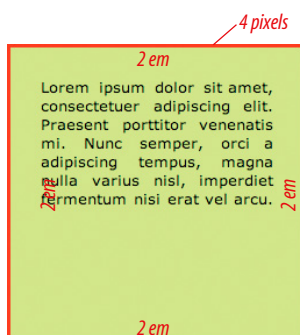 4 pixels
2 em
Lorem ipsum dolor sit amet,
consectetuer adipiscing elit.
Praesent porttitor venenatis
mi. Nunc semper, orci a
adipiscing tempus, magna
nulla varius nisl, imperdiet
fermentum nisi erat vel arcu.
2 em
2 em
2 em